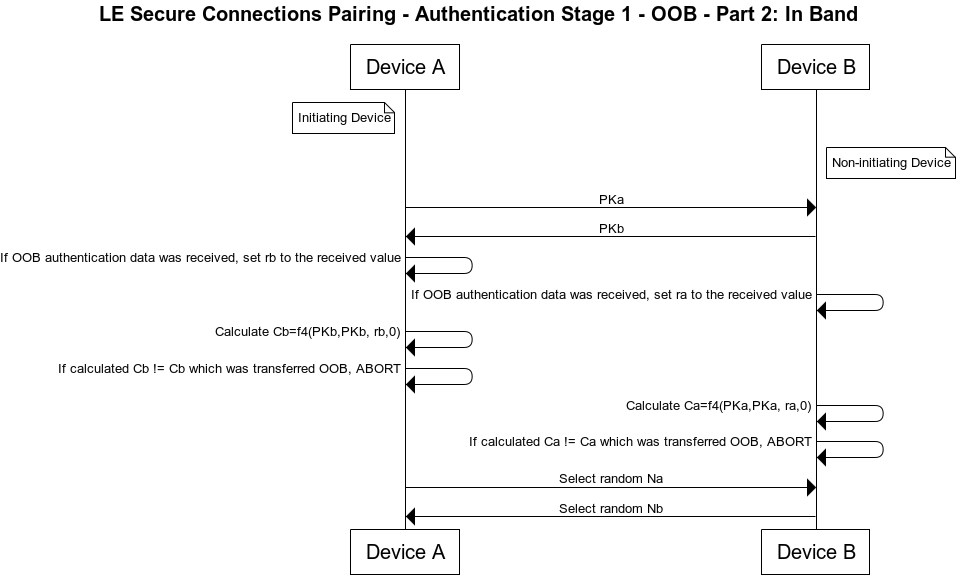 LE Secure Connections Pairing - Authentication Stage 1 - OOB - Part 2: In Band
Device A
Device B
Initiating Device
Non-initiating Device
PKa
PKb
If OOB authentication data was received, set rb to the received value
If OOB authentication data was received, set ra to the received value
Calculate Cb=f4(PKb,PKb, rb,0)
If calculated Cb != Cb which was transferred OOB, ABORT
Calculate Ca=f4(PKa,PKa, ra,0)
If calculated Ca != Ca which was transferred OOB, ABORT
Select random Na
Select random Nb
Device A
Device B